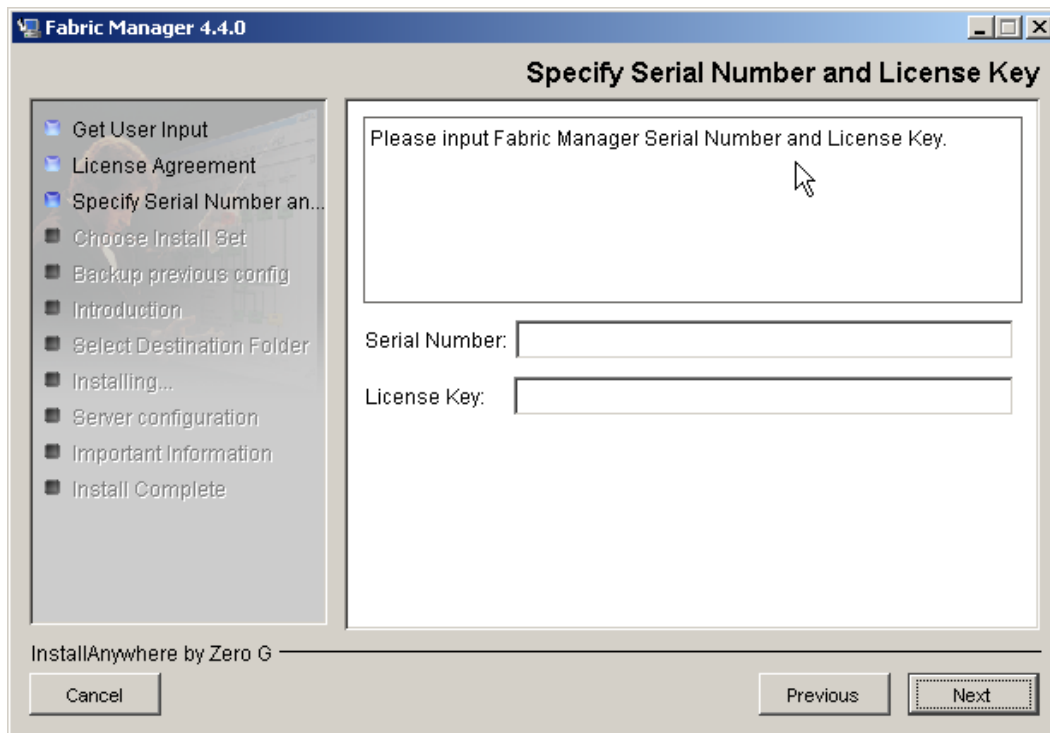 Fabric Manager 4.4.0
Specify Serial Number and License Key
Get User Input
License Agreement
Specify Serial Number an...
Choose Install Set
Backup previous config
Introduction
Select Destination Folder
Installing...
Server configuration
Important Information
Install Complete
Please input Fabric Manager Serial Number and License Key.
Serial Number:
License Key:
InstallAnywhere by Zero G
Cancel
Previous
Next